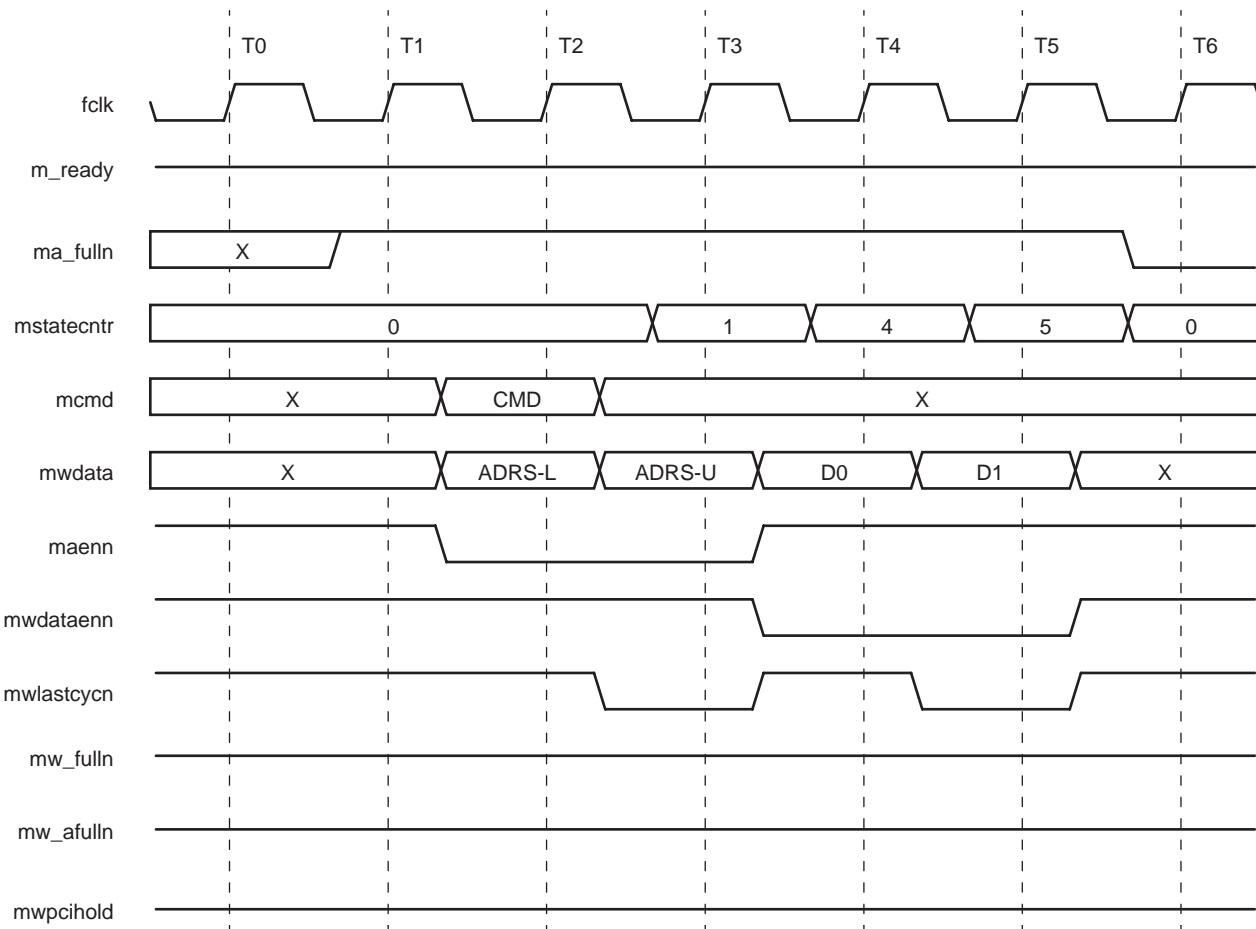 T0 T1 T2 T3 T4 T5 T6
fclk
m_ready
ma_fulln X
mstatecntr 0 1 4 5 0
mcmd X CMD X
mwdata X ADRS-L ADRS-U D0 D1 X
maenn
mwdataenn
mwlastcycn
mw_fulln
mw_afulln
mwpcihold